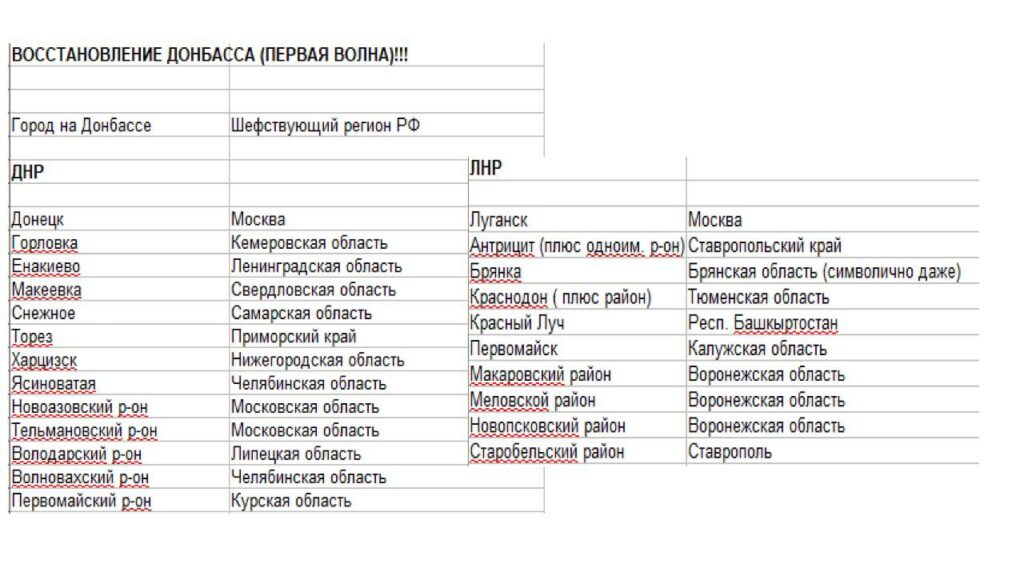 ВОССТАНОВЛЕНИЕ ДОНБАССА (ПЕРВАЯ ВОЛНА)!!!
Город на Донбассе Шефствующий регион РФ
ДНР
Донецк Москва
Горловка Кемеровская область
Енакиево Ленинградская область
Макеевка Свердловская область
Снежное Самарская область
Торез Приморский край
Харцизск Нижегородская область
Ясиноватая Челябинская область
Новоазовский р-он Московская область
Тельмановский р-он Московская область
Володарский р-он Липецкая область
Волновахский р-он Челябинская область
Первомайский р-он Курская область
ЛНР
Луганск Москва
Антрицит (плюс одноим. р-он) Ставропольский край
Брянка Брянская область (символично даже)
Краснодон ( плюс район) Тюменская область
Красный Луч Респ. Башкыртостан
Первомайск Калужская область
Макаровский район Воронежская область
Меловской район Воронежская область
Новопсковский район Воронежская область
Старобельский район Ставрополь